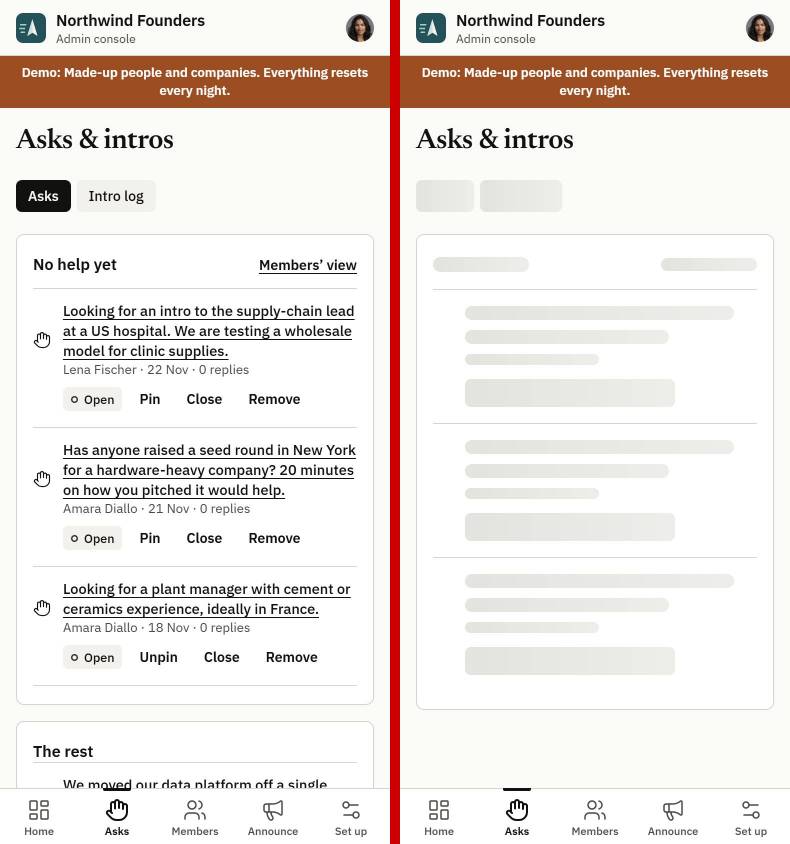 Northwind Founders
Admin console
Demo: Made-up people and companies. Everything resets
every night.
Asks & intros
Asks
Intro log
No help yet
Members’ view
Looking for an intro to the supply-chain lead
at a US hospital. We are testing a wholesale
model for clinic supplies.
Lena Fischer · 22 Nov · 0 replies
Open Pin Close Remove
Has anyone raised a seed round in New York
for a hardware-heavy company? 20 minutes
on how you pitched it would help.
Amara Diallo · 21 Nov · 0 replies
Open Pin Close Remove
Looking for a plant manager with cement or
ceramics experience, ideally in France.
Amara Diallo · 18 Nov · 0 replies
Open Unpin Close Remove
The rest
We moved our data platform off a single
Home Asks Members Announce Set up
Northwind Founders
Admin console
Demo: Made-up people and companies. Everything resets
every night.
Asks & intros
Home Asks Members Announce Set up